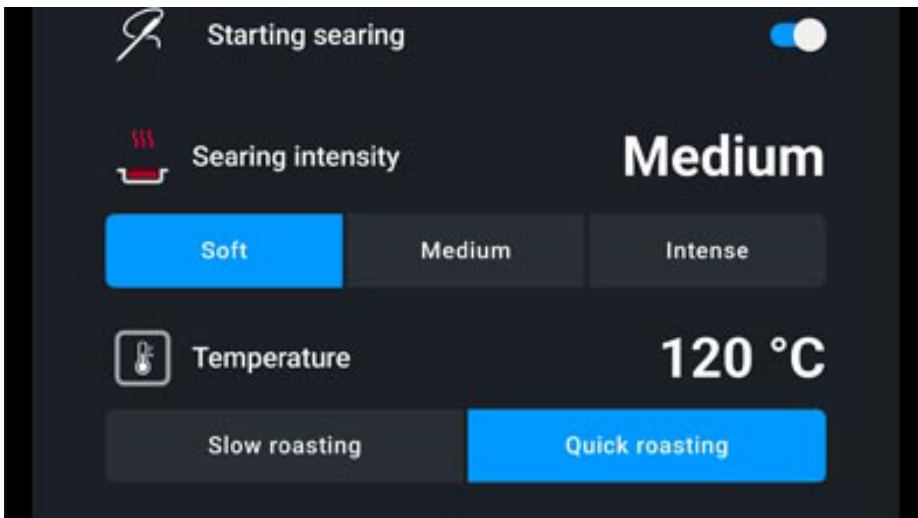 Starting searing
Searing intensity Medium
Soft Medium Intense
Temperature 120 °C
Slow roasting Quick roasting